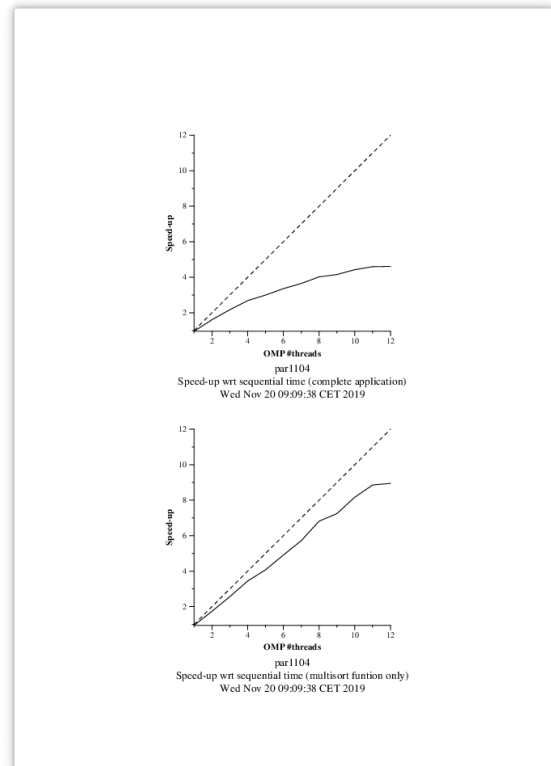 12
10
8
6
4
2
Speed-up
2 4 6 8 10 12
OMP #threads
par1104
Speed-up wrt sequential time (complete application)
Wed Nov 20 09:09:38 CET 2019
12
10
8
6
4
2
Speed-up
2 4 6 8 10 12
OMP #threads
par1104
Speed-up wrt sequential time (multisort funtion only)
Wed Nov 20 09:09:38 CET 2019